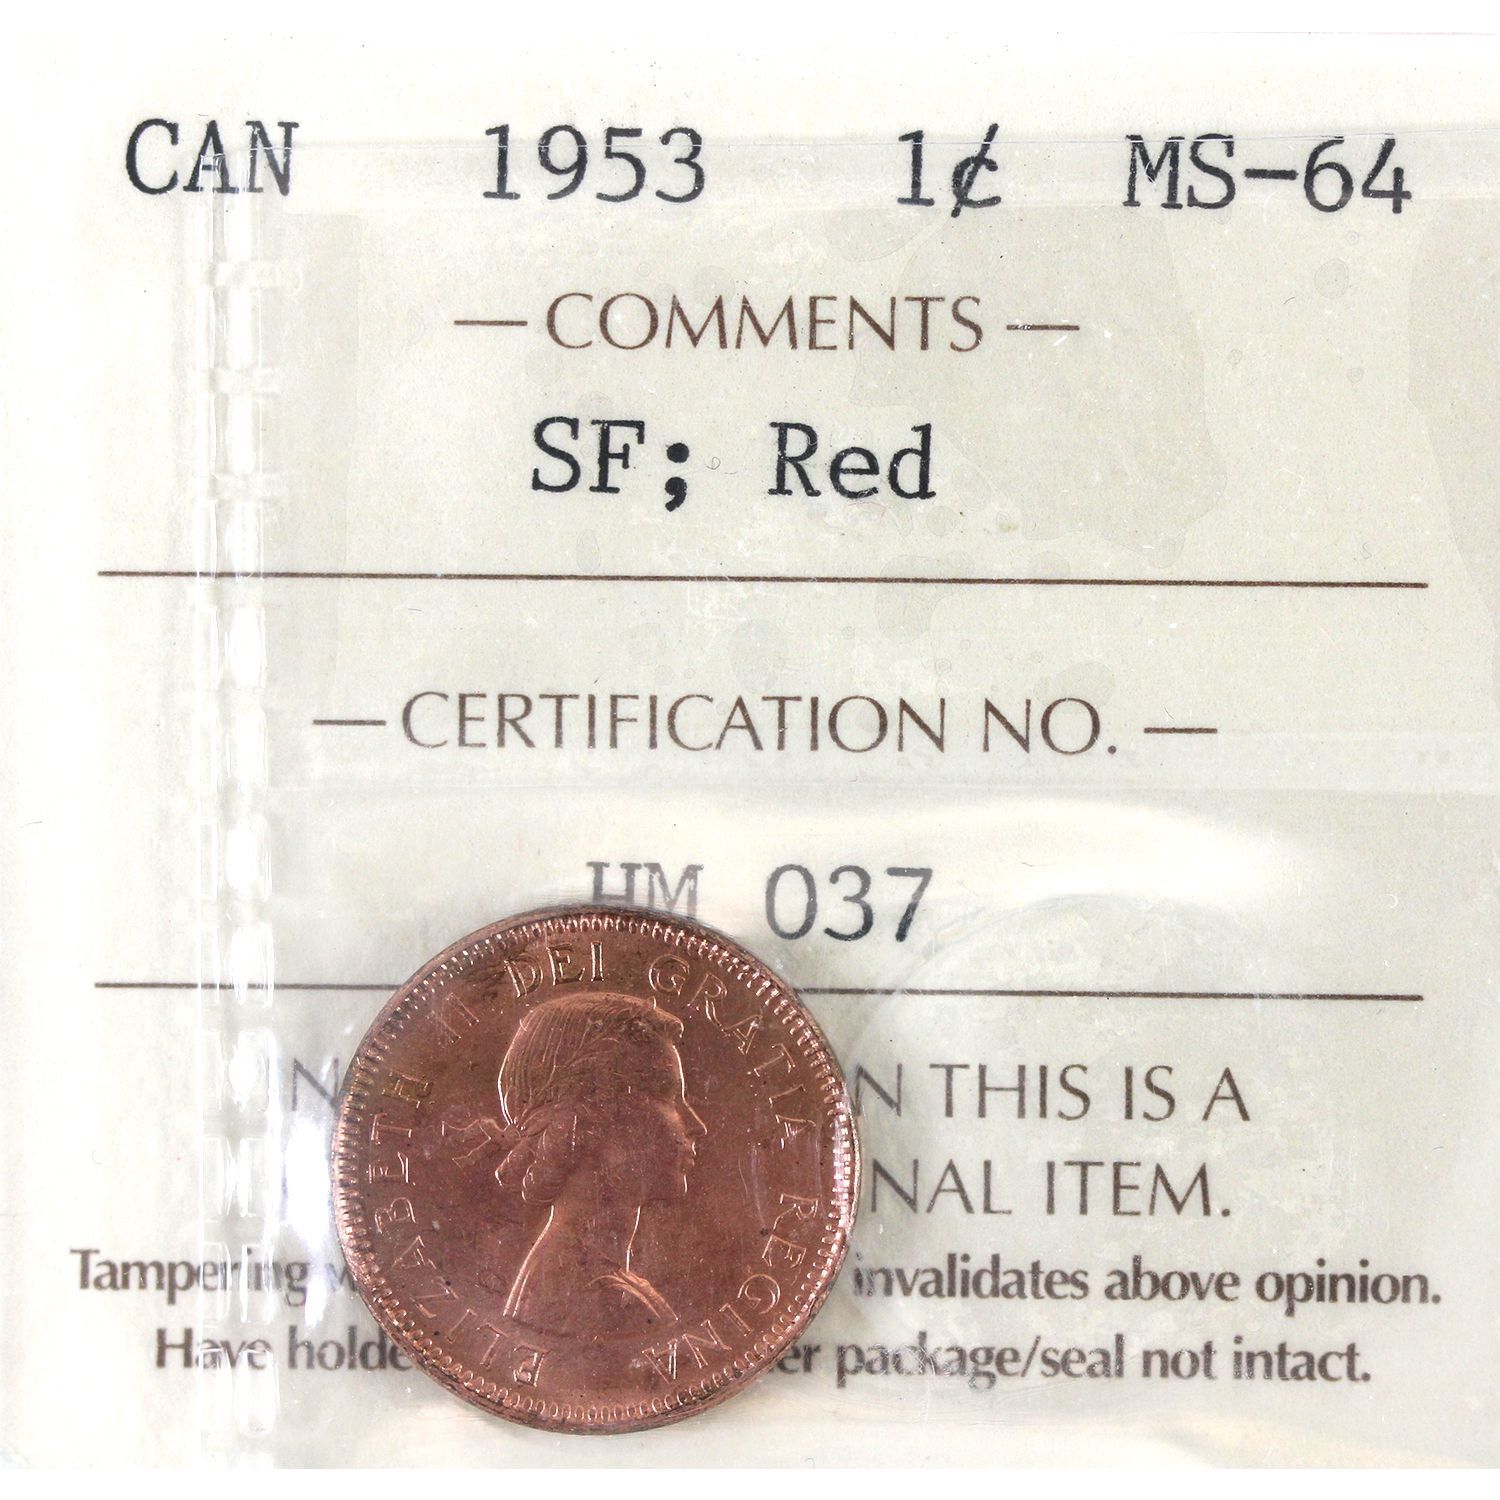 CAN 1953 1¢ MS-64
— COMMENTS —
SF; Red
— CERTIFICATION NO. —
HM 037
THIS IS A
ITEM.
Tampering invalidates above opinion.
Have package/seal not intact.
ELIZABETH II DEI GRATIA REGINA